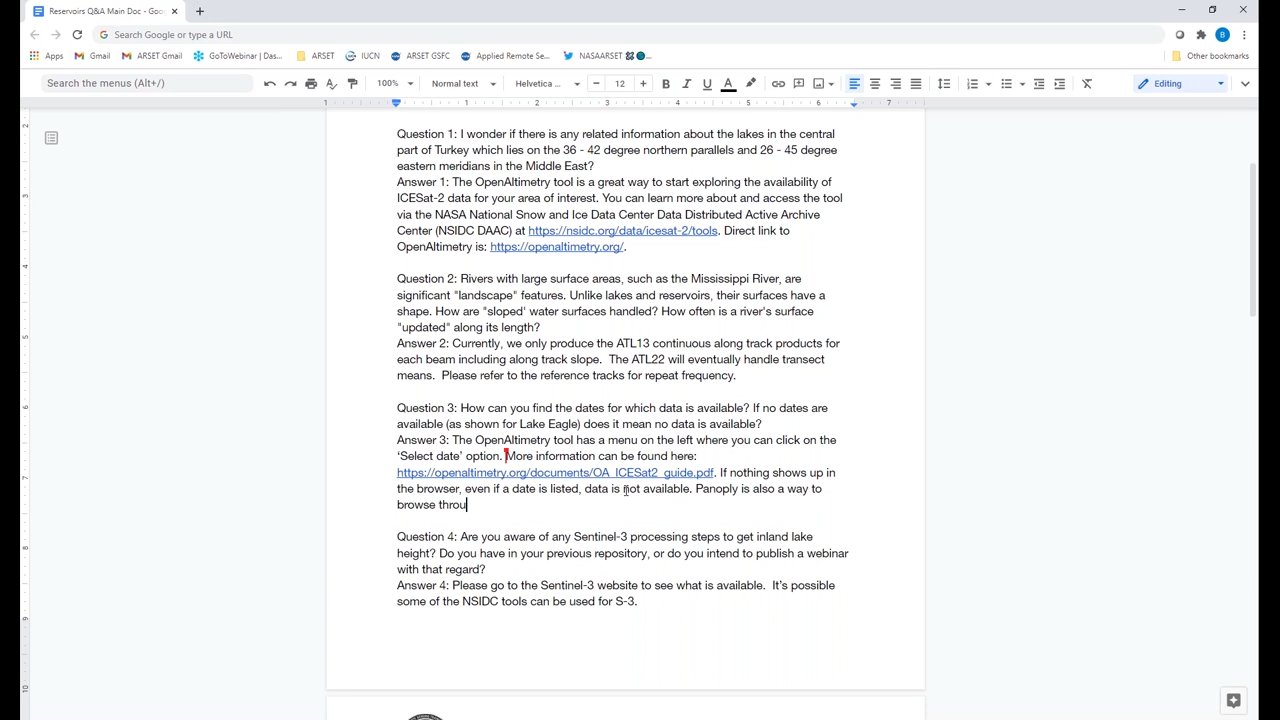 Reservoirs Q&A Main Doc - Goo
Search Google or type a URL
Apps Gmail ARSET Gmail GoToWebinar | Das... ARSET IUCN ARSET GSFC Applied Remote Se... NASAARSET Other bookmarks
Search the menus (Alt+/) 100% Normal text Helvetica ... 12 B I U A Editing
1 1 2 3 4 5 6 7
Question 1: I wonder if there is any related information about the lakes in the central
part of Turkey which lies on the 36 - 42 degree northern parallels and 26 - 45 degree
eastern meridians in the Middle East?
Answer 1: The OpenAltimetry tool is a great way to start exploring the availability of
ICESat-2 data for your area of interest. You can learn more about and access the tool
via the NASA National Snow and Ice Data Center Data Distributed Active Archive
Center (NSIDC DAAC) at https://nsidc.org/data/icesat-2/tools. Direct link to
OpenAltimetry is: https://openaltimetry.org/.
Question 2: Rivers with large surface areas, such as the Mississippi River, are
significant "landscape" features. Unlike lakes and reservoirs, their surfaces have a
shape. How are "sloped' water surfaces handled? How often is a river's surface
"updated" along its length?
Answer 2: Currently, we only produce the ATL13 continuous along track products for
each beam including along track slope.  The ATL22 will eventually handle transect
means.  Please refer to the reference tracks for repeat frequency.
Question 3: How can you find the dates for which data is available? If no dates are
available (as shown for Lake Eagle) does it mean no data is available?
Answer 3: The OpenAltimetry tool has a menu on the left where you can click on the
‘Select date’ option. More information can be found here:
https://openaltimetry.org/documents/OA_ICESat2_guide.pdf. If nothing shows up in
the browser, even if a date is listed, data is not available. Panoply is also a way to
browse throu
Question 4: Are you aware of any Sentinel-3 processing steps to get inland lake
height? Do you have in your previous repository, or do you intend to publish a webinar
with that regard?
Answer 4: Please go to the Sentinel-3 website to see what is available.  It’s possible
some of the NSIDC tools can be used for S-3.